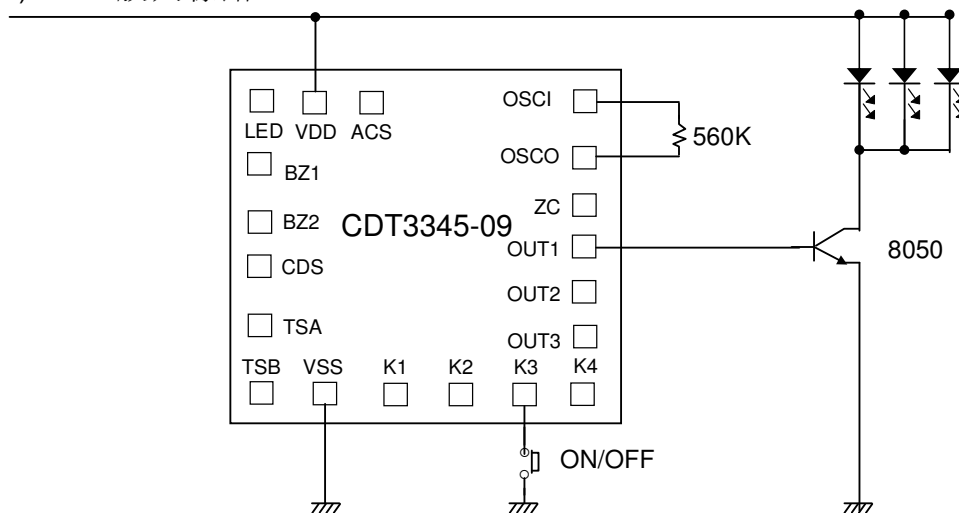 OSCI
LED VDD ACS
560K
BZ1
OSCO
ZC
BZ2
CDT3345-09
OUT1
8050
CDS
OUT2
TSA
OUT3
TSB VSS K1 K2 K3 K4
ON/OFF